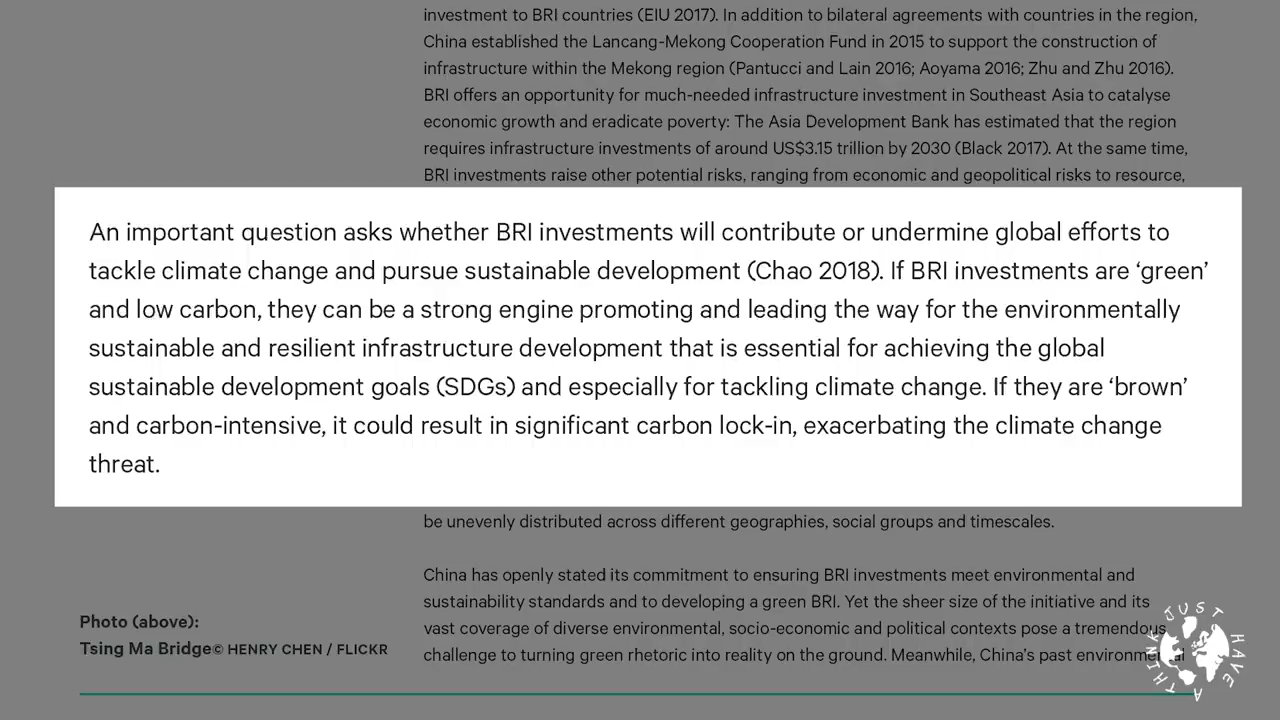 investment to BRI countries (EIU 2017). In addition to bilateral agreements with countries in the region,
China established the Lancang-Mekong Cooperation Fund in 2015 to support the construction of
infrastructure within the Mekong region (Pantucci and Lain 2016; Aoyama 2016; Zhu and Zhu 2016).
BRI offers an opportunity for much-needed infrastructure investment in Southeast Asia to catalyse
economic growth and eradicate poverty: The Asia Development Bank has estimated that the region
requires infrastructure investments of around US$3.15 trillion by 2030 (Black 2017). At the same time,
BRI investments raise other potential risks, ranging from economic and geopolitical risks to resource,
An important question asks whether BRI investments will contribute or undermine global efforts to
tackle climate change and pursue sustainable development (Chao 2018). If BRI investments are ‘green’
and low carbon, they can be a strong engine promoting and leading the way for the environmentally
sustainable and resilient infrastructure development that is essential for achieving the global
sustainable development goals (SDGs) and especially for tackling climate change. If they are ‘brown’
and carbon-intensive, it could result in significant carbon lock-in, exacerbating the climate change
threat.
be unevenly distributed across different geographies, social groups and timescales.
China has openly stated its commitment to ensuring BRI investments meet environmental and
sustainability standards and to developing a green BRI. Yet the sheer size of the initiative and its
vast coverage of diverse environmental, socio-economic and political contexts pose a tremendous
challenge to turning green rhetoric into reality on the ground. Meanwhile, China’s past environmental
Photo (above):
Tsing Ma Bridge© HENRY CHEN / FLICKR
JUST HAVE A THINK